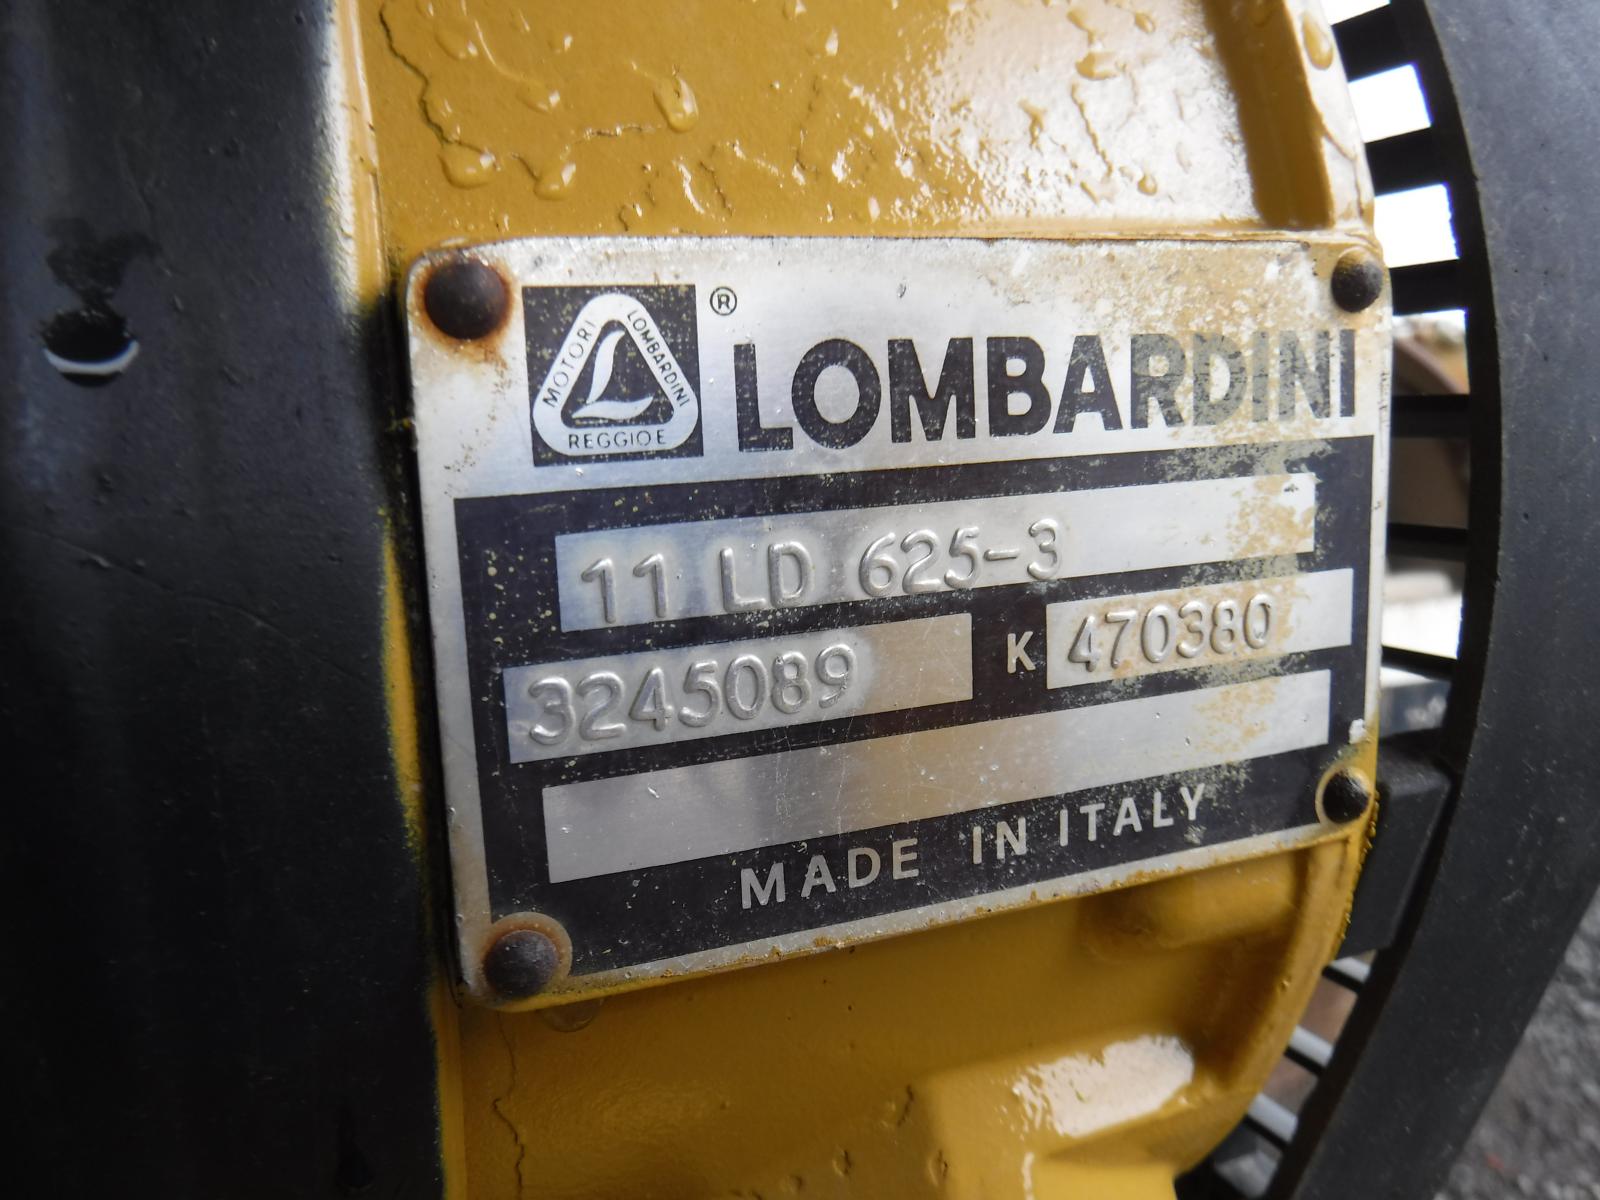 MOTORI LOMBARDINI
REGGIO E
® LOMBARDINI
11 LD 625-3
3245089 K 470380
MADE IN ITALY